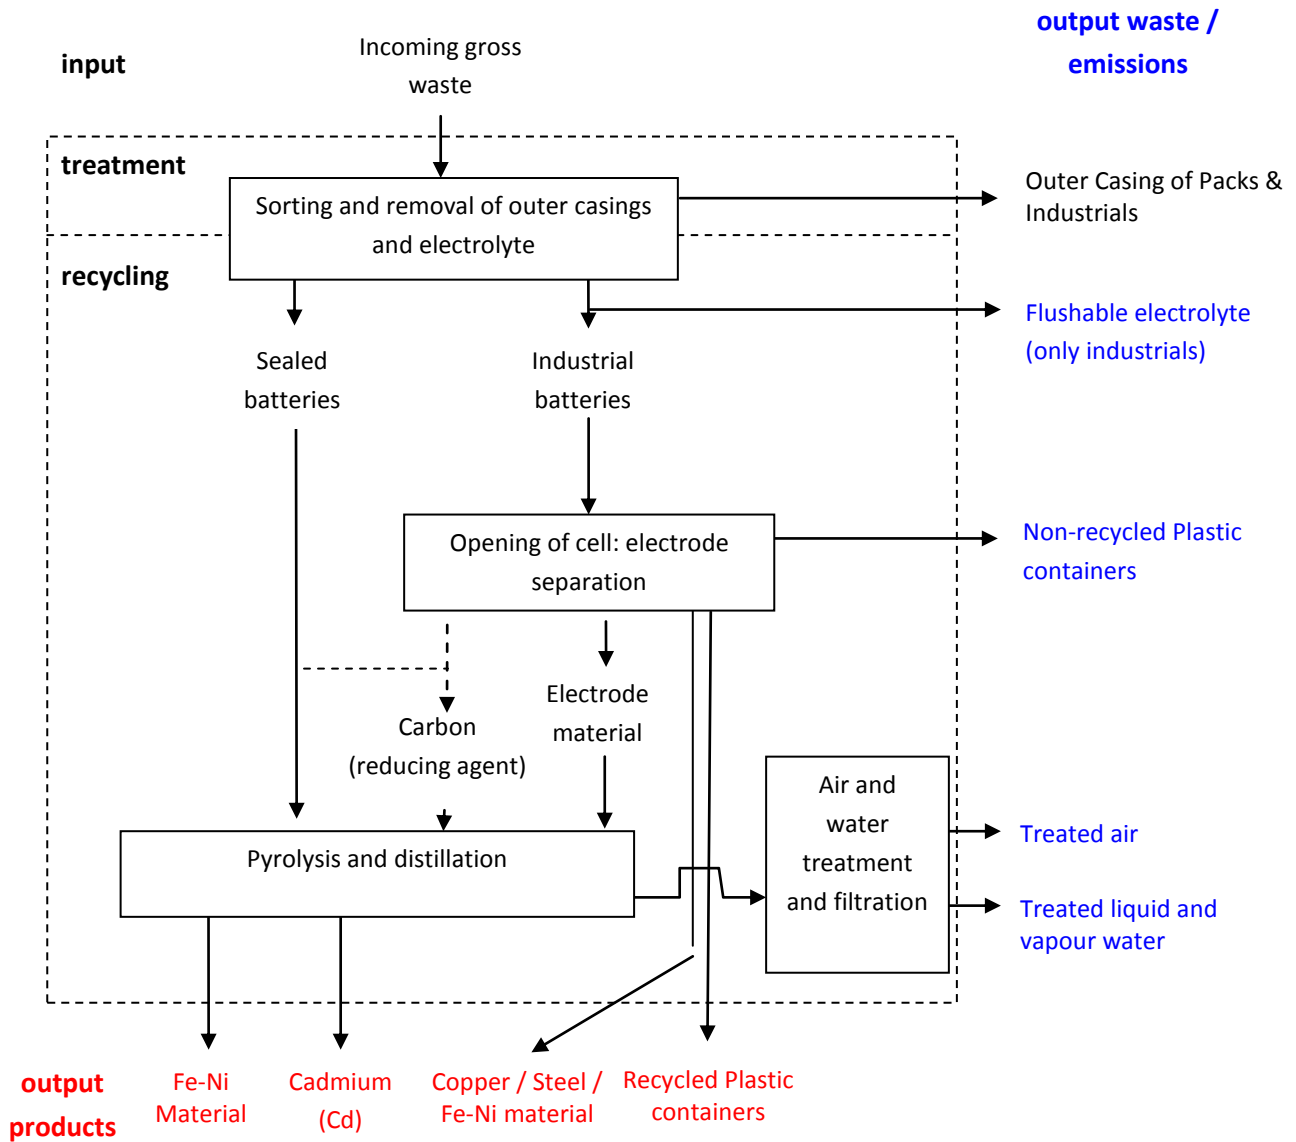 output waste /
emissions
input
Incoming gross
waste
treatment
Sorting and removal of outer casings
and electrolyte
Outer Casing of Packs &
Industrials
recycling
Flushable electrolyte
(only industrials)
Sealed
batteries
Industrial
batteries
Opening of cell: electrode
separation
Non-recycled Plastic
containers
Electrode
material
Carbon
(reducing agent)
Air and
water
treatment
and filtration
Pyrolysis and distillation
Treated air
Treated liquid and
vapour water
output
products
Fe-Ni
Material
Cadmium
(Cd)
Copper / Steel /
Fe-Ni material
Recycled Plastic
containers